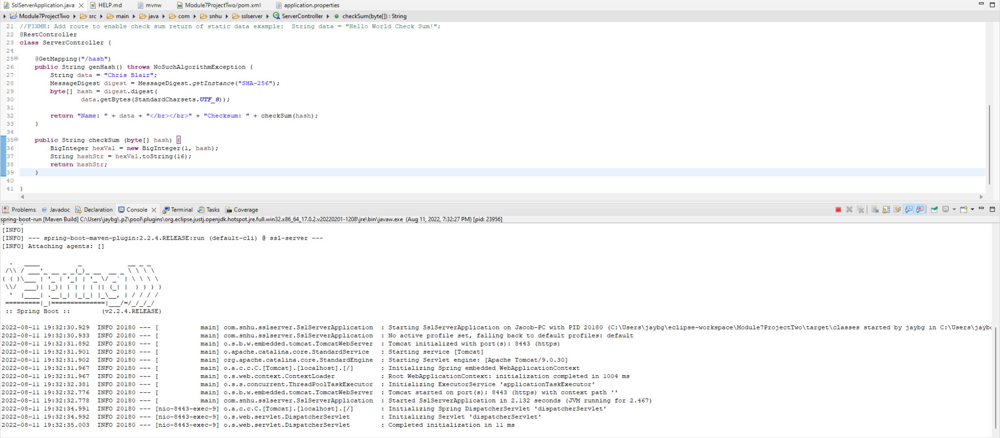 SslServerApplication.java HELP.md mvnw Module7ProjectTwo/pom.xml application.properties
Module7ProjectTwo src main java com snhu sslserver ServerController checkSum(byte[]) : String
21 //FIXME: Add route to enable check sum return of static data example:  String data = "Hello World Check Sum!";
22 @RestController
23 class ServerController {
24
25     @GetMapping("/hash")
26     public String genHash() throws NoSuchAlgorithmException {
27         String data = "Chris Blair";
28         MessageDigest digest = MessageDigest.getInstance("SHA-256");
29         byte[] hash = digest.digest(
30                 data.getBytes(StandardCharsets.UTF_8));
31
32         return "Name: " + data + "</br></br>" + "Checksum: " + checkSum(hash);
33     }
34
35     public String checkSum (byte[] hash) {
36         BigInteger hexVal = new BigInteger(1, hash);
37         String hashStr = hexVal.toString(16);
38         return hashStr;
39     }
40
41 }
Problems Javadoc Declaration Console Terminal Tasks Coverage
spring-boot-run [Maven Build] C:\Users\jaybg\.p2\pool\plugins\org.eclipse.justj.openjdk.hotspot.jre.full.win32.x86_64_17.0.2.v20220201-1208\jre\bin\javaw.exe (Aug 11, 2022, 7:32:27 PM) [pid: 23956]
[INFO]
[INFO] --- spring-boot-maven-plugin:2.2.4.RELEASE:run (default-cli) @ ssl-server ---
[INFO] Attaching agents: []
Spring
:: Spring Boot ::        (v2.2.4.RELEASE)
2022-08-11 19:32:30.929  INFO 20180 --- [           main] com.snhu.sslserver.SslServerApplication  : Starting SslServerApplication on Jacob-PC with PID 20180 (C:\Users\jaybg\eclipse-workspace\Module7ProjectTwo\target\classes started by jaybg in C:\Users\jaybg
2022-08-11 19:32:30.933  INFO 20180 --- [           main] com.snhu.sslserver.SslServerApplication  : No active profile set, falling back to default profiles: default
2022-08-11 19:32:31.892  INFO 20180 --- [           main] o.s.b.w.embedded.tomcat.TomcatWebServer  : Tomcat initialized with port(s): 8443 (https)
2022-08-11 19:32:31.901  INFO 20180 --- [           main] o.apache.catalina.core.StandardService   : Starting service [Tomcat]
2022-08-11 19:32:31.902  INFO 20180 --- [           main] org.apache.catalina.core.StandardEngine  : Starting Servlet engine: [Apache Tomcat/9.0.30]
2022-08-11 19:32:31.967  INFO 20180 --- [           main] o.a.c.c.C.[Tomcat].[localhost].[/]       : Initializing Spring embedded WebApplicationContext
2022-08-11 19:32:31.967  INFO 20180 --- [           main] o.s.web.context.ContextLoader            : Root WebApplicationContext: initialization completed in 1004 ms
2022-08-11 19:32:32.381  INFO 20180 --- [           main] o.s.s.concurrent.ThreadPoolTaskExecutor  : Initializing ExecutorService 'applicationTaskExecutor'
2022-08-11 19:32:32.776  INFO 20180 --- [           main] o.s.b.w.embedded.tomcat.TomcatWebServer  : Tomcat started on port(s): 8443 (https) with context path ''
2022-08-11 19:32:32.778  INFO 20180 --- [           main] com.snhu.sslserver.SslServerApplication  : Started SslServerApplication in 2.132 seconds (JVM running for 2.467)
2022-08-11 19:32:34.991  INFO 20180 --- [nio-8443-exec-9] o.a.c.c.C.[Tomcat].[localhost].[/]       : Initializing Spring DispatcherServlet 'dispatcherServlet'
2022-08-11 19:32:34.992  INFO 20180 --- [nio-8443-exec-9] o.s.web.servlet.DispatcherServlet        : Initializing Servlet 'dispatcherServlet'
2022-08-11 19:32:35.003  INFO 20180 --- [nio-8443-exec-9] o.s.web.servlet.DispatcherServlet        : Completed initialization in 11 ms